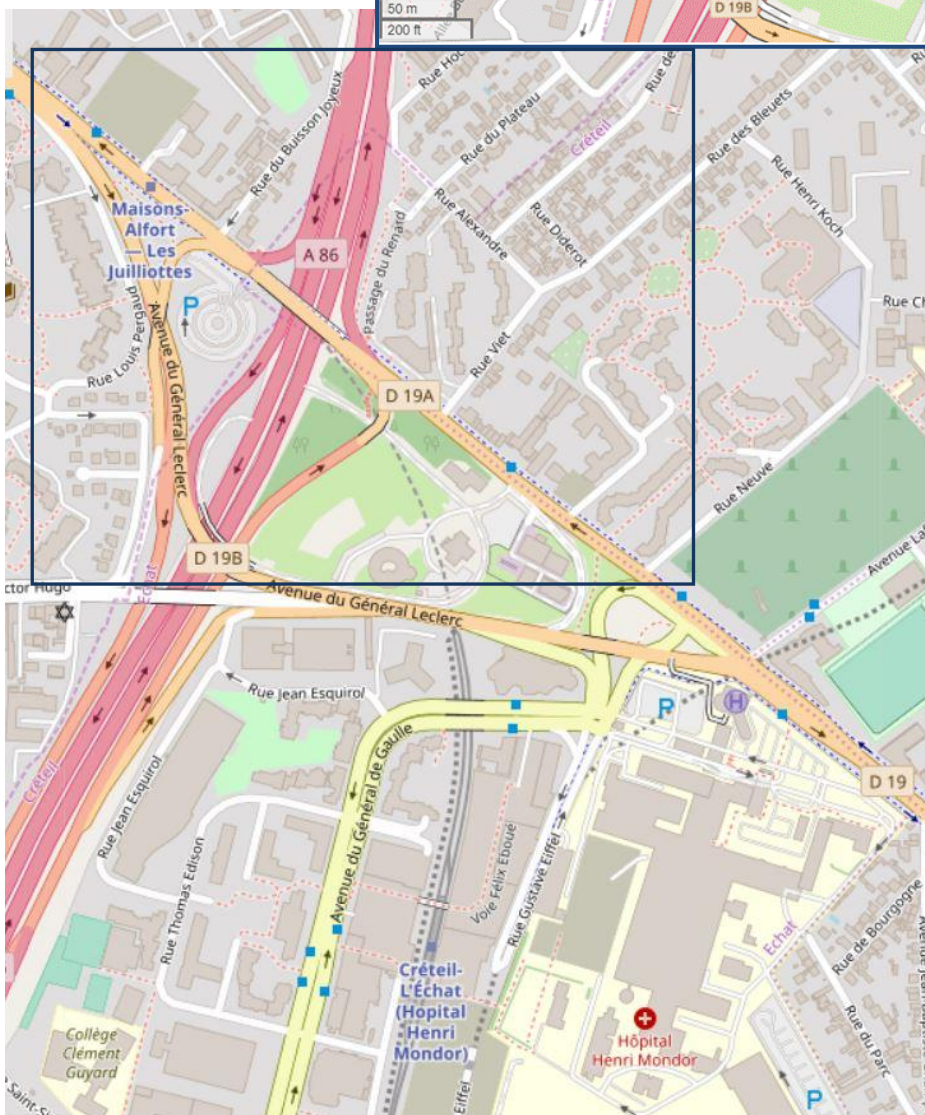 50 m
200 ft
D 19B
Rue Hoc
Rue de
Rue du Buisson Joyeux
Rue du Plateau
Créteil
Rue des Bleuets
Rue Henri Koch
Maisons-
Alfort
— Les
Juilliottes
A 86
Rue Alexandre
Rue Diderot
Passage du Renard
Rue Ch
P
Rue Louis Pergaud
Avenue du Général Leclerc
Rue Viet
D 19A
Rue Neuve
D 19B
Echat
Avenue Laf
ctor Hugo
Avenue du Général Leclerc
Rue Jean Esquirol
P
H
Créteil
Rue Jean Esquirol
Avenue du Général de Gaulle
D 19
Rue Thomas Edison
Voie Félix Eboué
Rue Gustave Eiffel
Echat
Rue de Bourgogne
Créteil-
L'Échat
(Hopital
Henri
Mondor)
Collège
Clément
Guyard
Hôpital
Henri Mondor
Rue du Parc
Eiffel
P